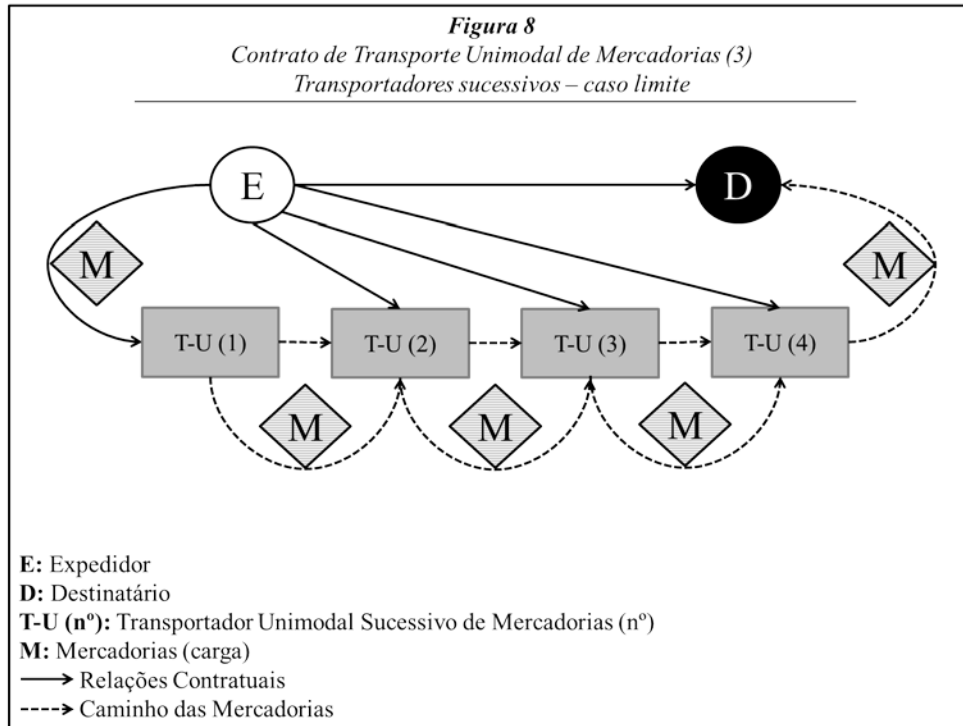 Figura 8
Contrato de Transporte Unimodal de Mercadorias (3)
Transportadores sucessivos – caso limite
E
D
M
M
T-U (1)
T-U (2)
T-U (3)
T-U (4)
M
M
M
E: Expedidor
D: Destinatário
T-U (nº): Transportador Unimodal Sucessivo de Mercadorias (nº)
M: Mercadorias (carga)
Relações Contratuais
Caminho das Mercadorias